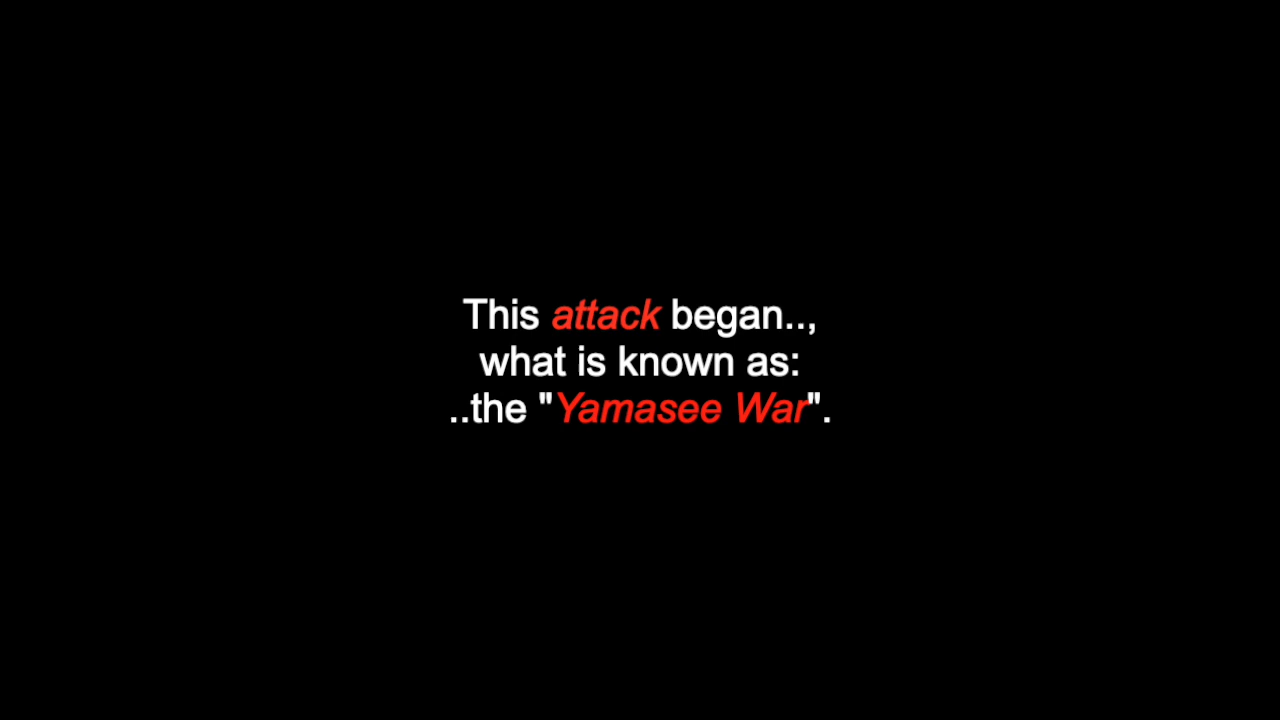 This attack began..,
what is known as:
..the "Yamasee War".